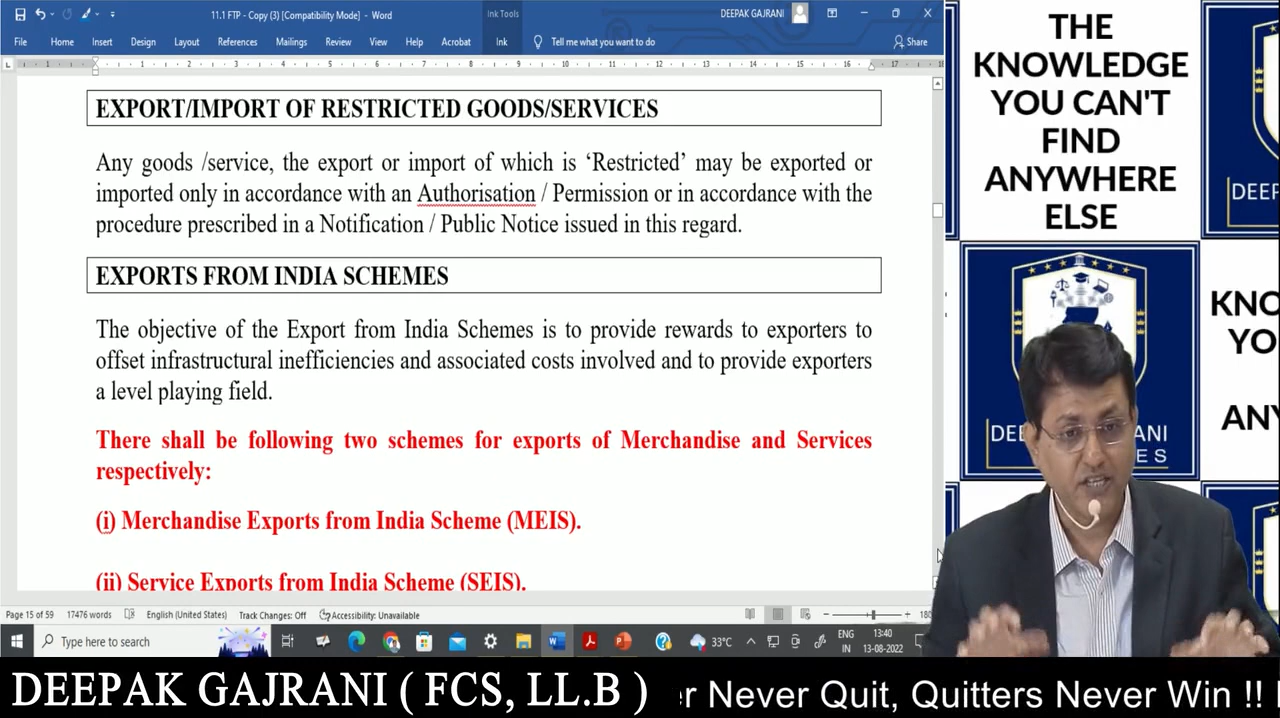 11.1 FTP - Copy (3) [Compatibility Mode] - Word
Ink Tools
DEEPAK GAJRANI
File Home Insert Design Layout References Mailings Review View Help Acrobat Ink Tell me what you want to do Share
EXPORT/IMPORT OF RESTRICTED GOODS/SERVICES
Any goods /service, the export or import of which is ‘Restricted’ may be exported or
imported only in accordance with an Authorisation / Permission or in accordance with the
procedure prescribed in a Notification / Public Notice issued in this regard.
EXPORTS FROM INDIA SCHEMES
The objective of the Export from India Schemes is to provide rewards to exporters to
offset infrastructural inefficiencies and associated costs involved and to provide exporters
a level playing field.
There shall be following two schemes for exports of Merchandise and Services
respectively:
(i) Merchandise Exports from India Scheme (MEIS).
(ii) Service Exports from India Scheme (SEIS).
Page 15 of 59 17476 words English (United States) Track Changes: Off Accessibility: Unavailable
Type here to search
33°C
ENG
IN
13:40
13-08-2022
THE
KNOWLEDGE
YOU CAN'T
FIND
ANYWHERE
ELSE
DEEPAK GAJRANI ( FCS, LL.B )
er Never Quit, Quitters Never Win !!